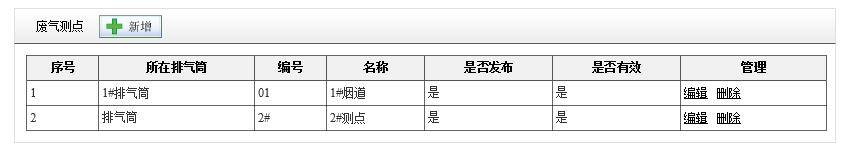 废气测点 新增
序号 所在排气筒 编号 名称 是否发布 是否有效 管理
1 1#排气筒 01 1#烟道 是 是 编辑 删除
2 排气筒 2# 2#测点 是 是 编辑 删除